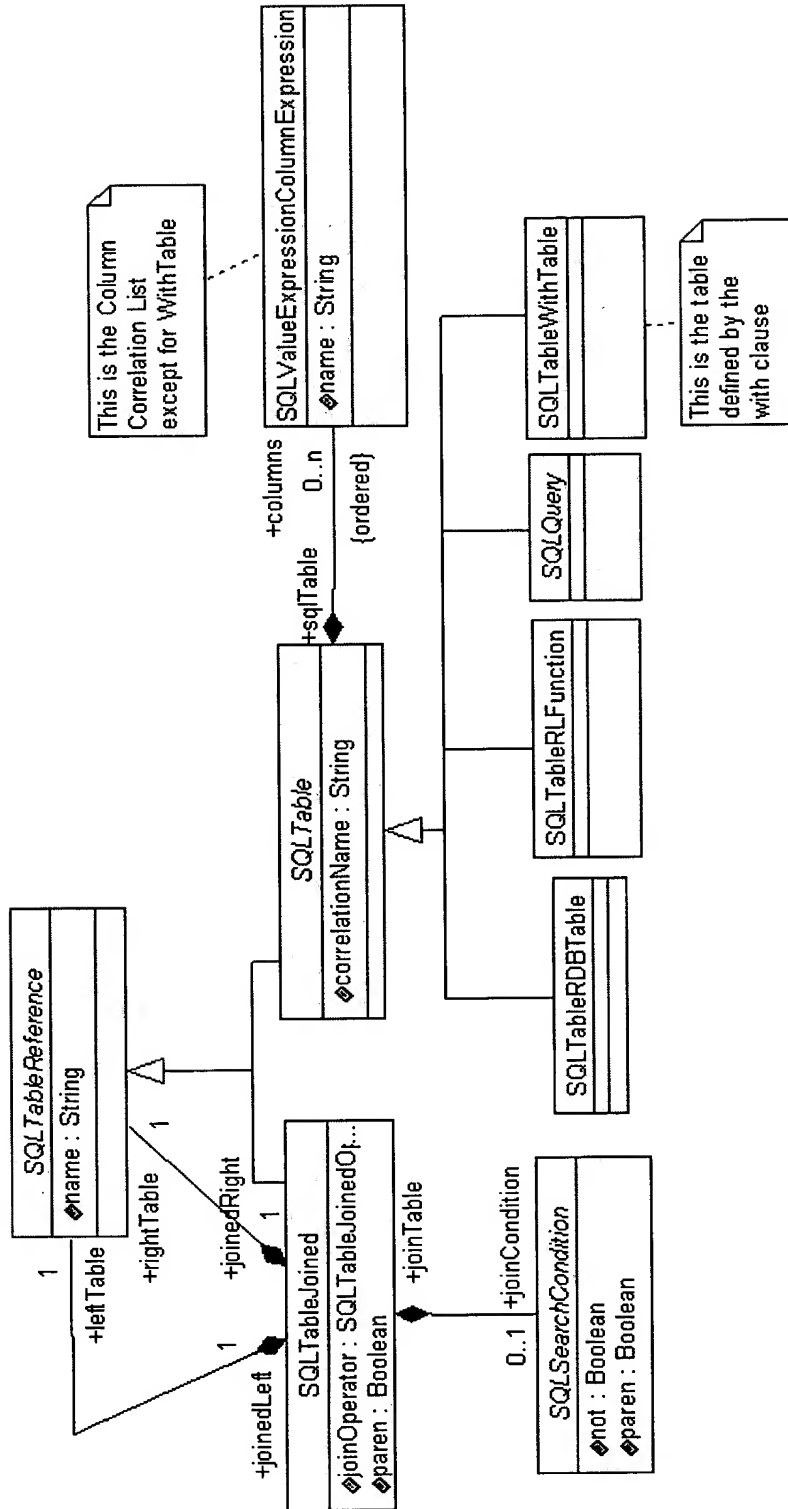 SQLTableReference
name : String
1
+leftTable
1
+rightTable
+joinedLeft
1
+joinedRight
1
SQLTableJoined
joinOperator : SQLTableJoinedOp...
paren : Boolean
+joinTable
0..1
+joinCondition
SQLSearchCondition
not : Boolean
paren : Boolean
SQLTable
correlationName : String
+sqlTable
+columns
0..n
{ordered}
SQLValueExpressionColumnExpression
name : String
This is the Column
Correlation List
except for WithTable
SQLTableRDBTable
SQLTableRLFunction
SQLQuery
SQLTableWithTable
This is the table
defined by the
with clause